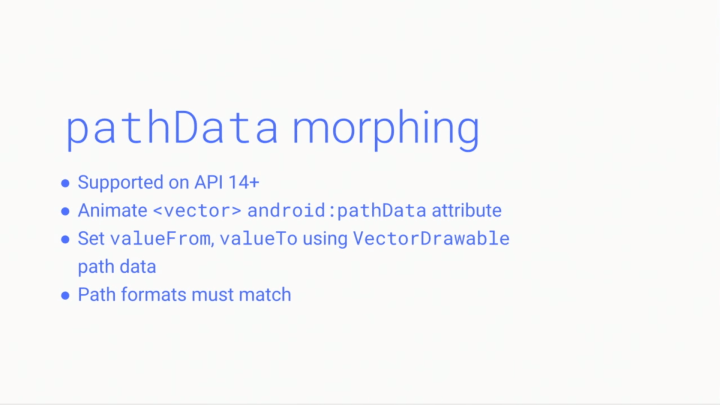 pathData morphing
● Supported on API 14+
● Animate <vector> android:pathData attribute
● Set valueFrom, valueTo using VectorDrawable
path data
● Path formats must match